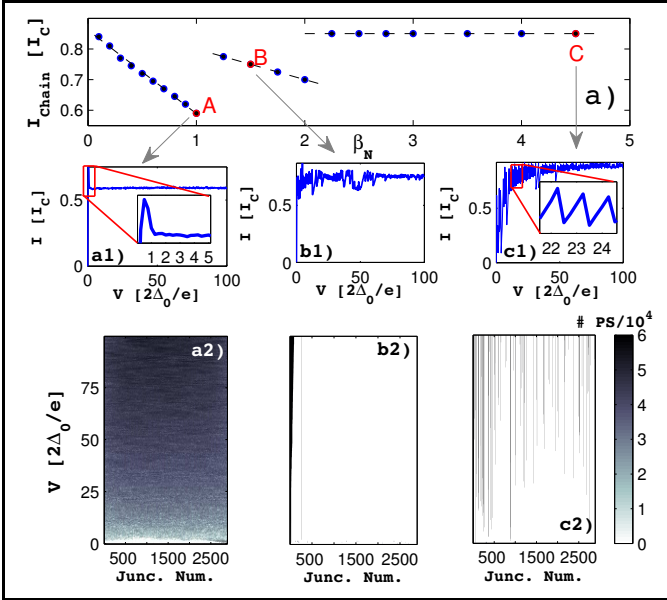 I_Chain [I_C]
0.8
0.7
0.6
A
B
C
a)
0 1 2 3 4 5
β_N
I [I_C]
0.5
0
a1)
1 2 3 4 5
0 100
V [2Δ_0/e]
I [I_C]
0.5
0
b1)
0 50 100
V [2Δ_0/e]
I [I_C]
0.5
0
c1)
22 23 24
0 50 100
V [2Δ_0/e]
V [2Δ_0/e]
75
50
25
0
a2)
500 1500 2500
Junc. Num.
b2)
500 1500 2500
Junc. Num.
c2)
500 1500 2500
Junc. Num.
# PS/10^4
6
5
4
3
2
1
0